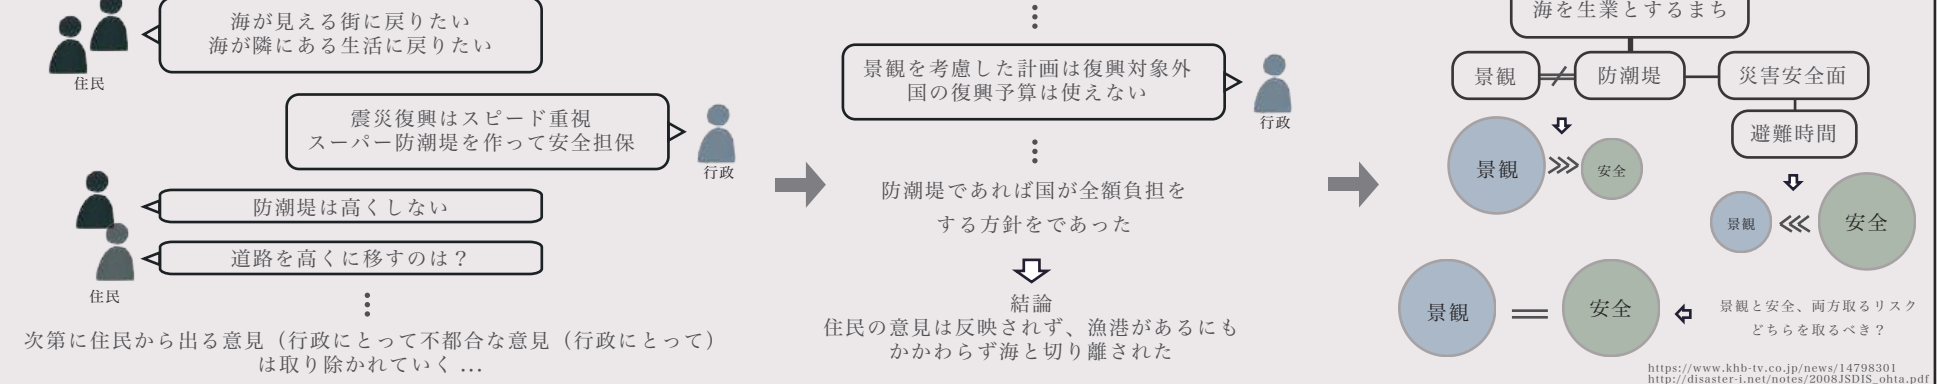 海が見える街に戻りたい
海が隣にある生活に戻りたい
住民
震災復興はスピード重視
スーパー防潮堤を作って安全担保
行政
防潮堤は高くしない
道路を高くに移すのは？
住民
次第に住民から出る意見（行政にとって不都合な意見（行政にとって）
は取り除かれていく...
景観を考慮した計画は復興対象外
国の復興予算は使えない
行政
防潮堤であれば国が全額負担を
する方針をであった
結論
住民の意見は反映されず、漁港があるにも
かかわらず海と切り離された
海を生業とするまち
景観
防潮堤
災害安全面
避難時間
景観
安全
景観
安全
景観
安全
景観と安全、両方取るリスク
どちらを取るべき？
https://www.khb-tv.co.jp/news/14798301
http://disaster-i.net/notes/2008JSDIS_ohta.pdf